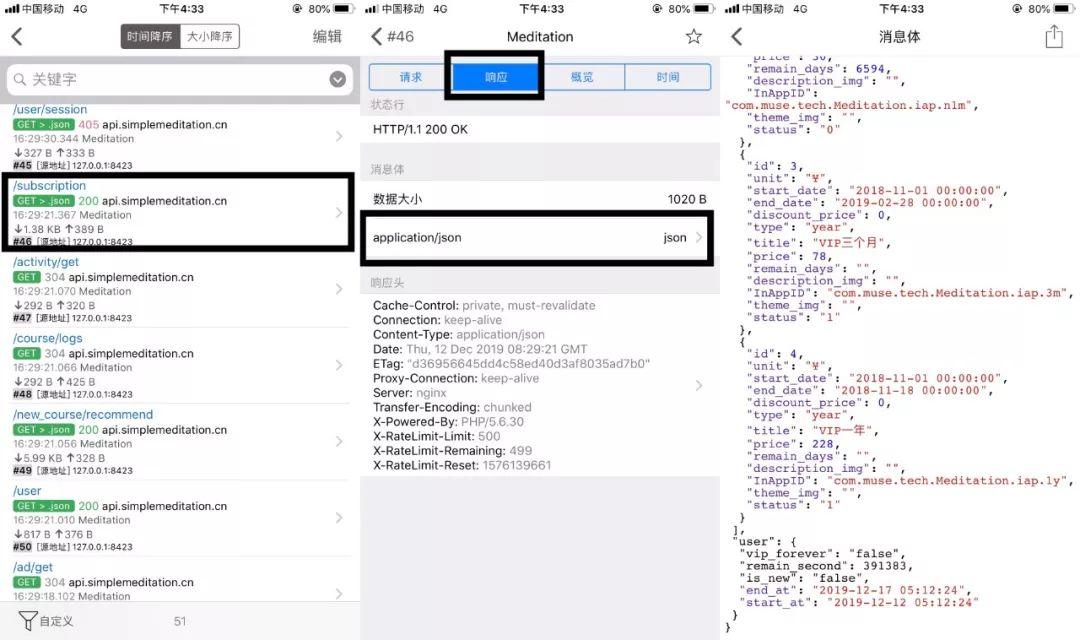 中国移动 4G 下午4:33 80%
时间降序 大小降序 编辑
关键字
/user/session
GET > .json 405 api.simplemeditation.cn
16:29:30.344 Meditation
↓327 B ↑333 B
#45 [源地址] 127.0.0.1:8423
/subscription
GET > .json 200 api.simplemeditation.cn
16:29:21.367 Meditation
↓1.38 KB ↑389 B
#46 [源地址] 127.0.0.1:8423
/activity/get
GET 304 api.simplemeditation.cn
16:29:21.070 Meditation
↓292 B ↑320 B
#47 [源地址] 127.0.0.1:8423
/course/logs
GET 304 api.simplemeditation.cn
16:29:21.066 Meditation
↓292 B ↑425 B
#48 [源地址] 127.0.0.1:8423
/new_course/recommend
GET > .json 200 api.simplemeditation.cn
16:29:21.056 Meditation
↓5.99 KB ↑328 B
#49 [源地址] 127.0.0.1:8423
/user
GET > .json 200 api.simplemeditation.cn
16:29:21.010 Meditation
↓817 B ↑376 B
#50 [源地址] 127.0.0.1:8423
/ad/get
GET 304 api.simplemeditation.cn
16:29:18.102 Meditation
自定义 51
中国移动 4G 下午4:33 80%
#46 Meditation
请求 响应 概览 时间
状态行
HTTP/1.1 200 OK
消息体
数据大小 1020 B
application/json json
响应头
Cache-Control: private, must-revalidate
Connection: keep-alive
Content-Type: application/json
Date: Thu, 12 Dec 2019 08:29:21 GMT
ETag: "d36956645dd4c58ed40d3af8035ad7b0"
Proxy-Connection: keep-alive
Server: nginx
Transfer-Encoding: chunked
X-Powered-By: PHP/5.6.30
X-RateLimit-Limit: 500
X-RateLimit-Remaining: 499
X-RateLimit-Reset: 1576139661
中国移动 4G 下午4:33 80%
消息体
"price": 30,
"remain_days": 6594,
"description_img": "",
"InAppID":
"com.muse.tech.Meditation.iap.n1m",
"theme_img": "",
"status": "0"
},
{
"id": 3,
"unit": "¥",
"start_date": "2018-11-01 00:00:00",
"end_date": "2019-02-28 00:00:00",
"discount_price": 0,
"type": "year",
"title": "VIP三个月",
"price": 78,
"remain_days": "",
"description_img": "",
"InAppID": "com.muse.tech.Meditation.iap.3m",
"theme_img": "",
"status": "1"
},
{
"id": 4,
"unit": "¥",
"start_date": "2018-11-01 00:00:00",
"end_date": "2018-11-18 00:00:00",
"discount_price": 0,
"type": "year",
"title": "VIP一年",
"price": 228,
"remain_days": "",
"description_img": "",
"InAppID": "com.muse.tech.Meditation.iap.1y",
"theme_img": "",
"status": "1"
}
],
"user": {
"vip_forever": "false",
"remain_second": 391383,
"is_new": "false",
"end_at": "2019-12-17 05:12:24",
"start_at": "2019-12-12 05:12:24"
}
}